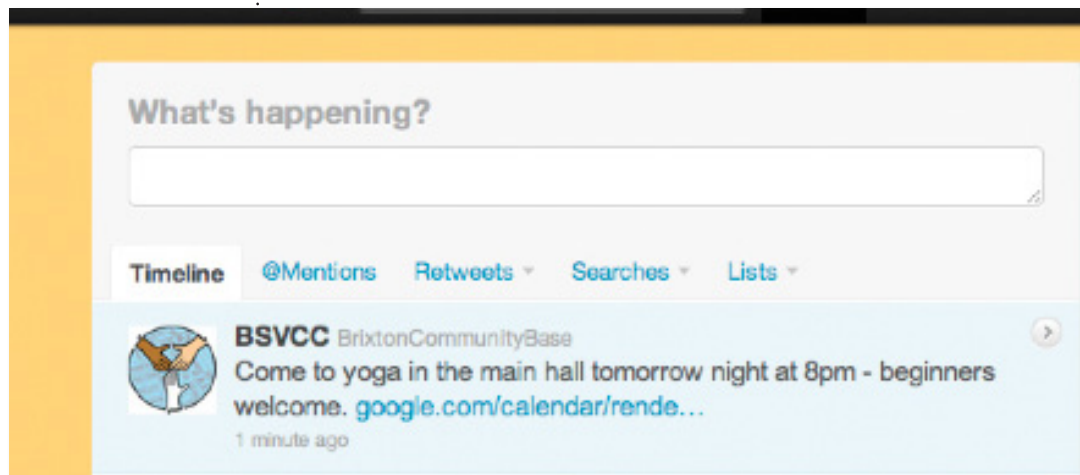 What's happening?
Timeline @Mentions Retweets Searches Lists
BSVCC BrixtonCommunityBase
Come to yoga in the main hall tomorrow night at 8pm - beginners
welcome. google.com/calendar/rende...
1 minute ago